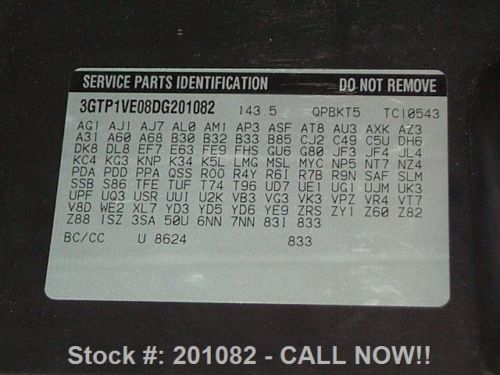 SERVICE PARTS IDENTIFICATION DO NOT REMOVE
3GTP1VE08DG201082 143.5 QPBKT5 TC10543
AG1 AJ1 AJ7 AL0 AM1 AP3 ASF AT8 AU3 AXK AZ3
A31 A60 A68 B30 B32 B33 B85 CJ2 C49 C5U DH6
DK8 DL8 EF7 E63 FE9 FHS GU6 G80 JF3 JF4 JL4
KC4 KG3 KNP K34 K5L LMG MSL MYC NP5 NT7 NZ4
PDA PDD PPA QSS R00 R4Y R6I R7B R9N SAF SLM
SSB S86 TFE TUF T74 T96 UD7 UE1 UG1 UJM UK3
UPF UQ3 USR UUI U2K VB3 VG3 VK3 VPZ VR4 VT7
V8D WE2 XL7 YD3 YD5 YD6 YE9 ZRS ZY1 Z60 Z82
Z88 1SZ 3SA 50U 6NN 7NN 83I 833
BC/CC U 8624 833
Stock #: 201082 - CALL NOW!!